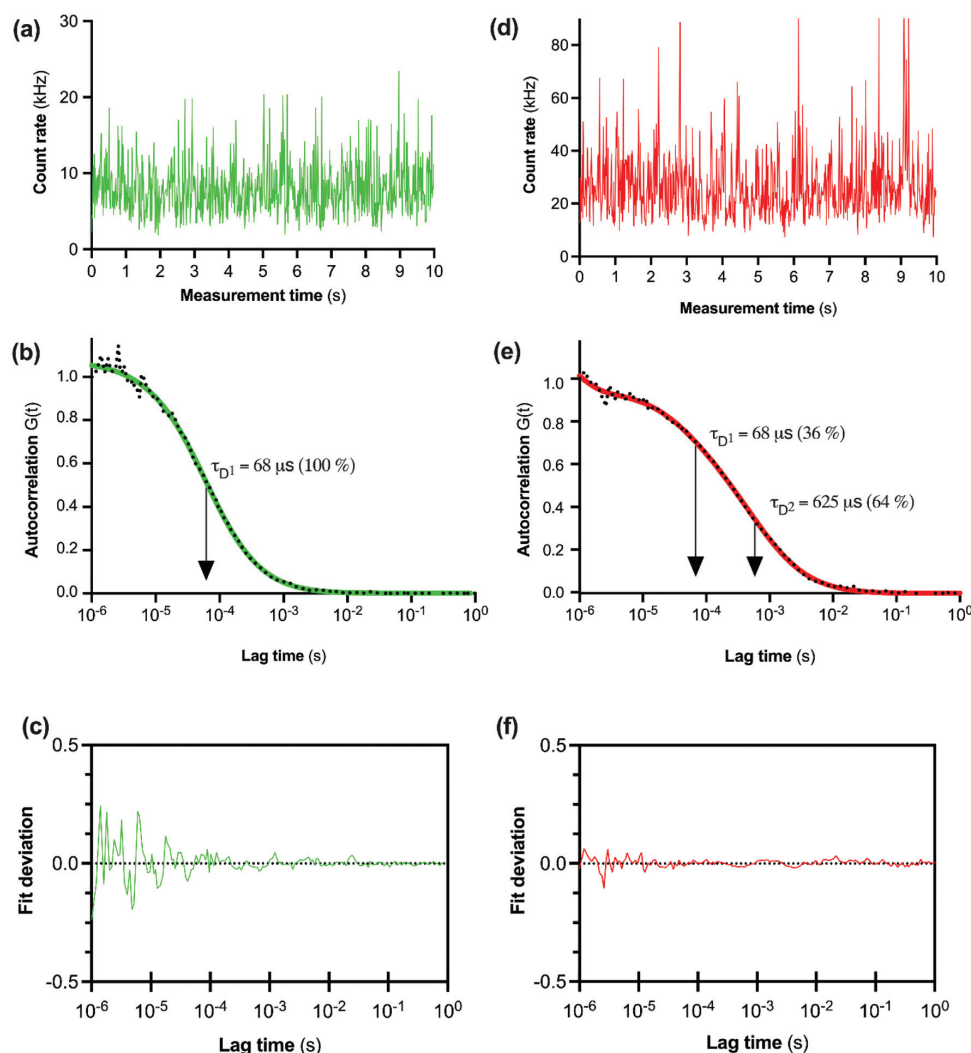 (a)
Count rate (kHz)
30
20
10
0
0 1 2 3 4 5 6 7 8 9 10
Measurement time (s)
(d)
Count rate (kHz)
80
60
40
20
0
0 1 2 3 4 5 6 7 8 9 10
Measurement time (s)
(b)
Autocorrelation G(t)
1.0
0.8
0.6
0.4
0.2
0.0
τD1 = 68 µs (100 %)
10-6 10-5 10-4 10-3 10-2 10-1 100
Lag time (s)
(e)
Autocorrelation G(t)
1.0
0.8
0.6
0.4
0.2
0.0
τD1 = 68 µs (36 %)
τD2 = 625 µs (64 %)
10-6 10-5 10-4 10-3 10-2 10-1 100
Lag time (s)
(c)
Fit deviation
0.5
0.0
-0.5
10-6 10-5 10-4 10-3 10-2 10-1 100
Lag time (s)
(f)
Fit deviation
0.5
0.0
-0.5
10-6 10-5 10-4 10-3 10-2 10-1 100
Lag time (s)